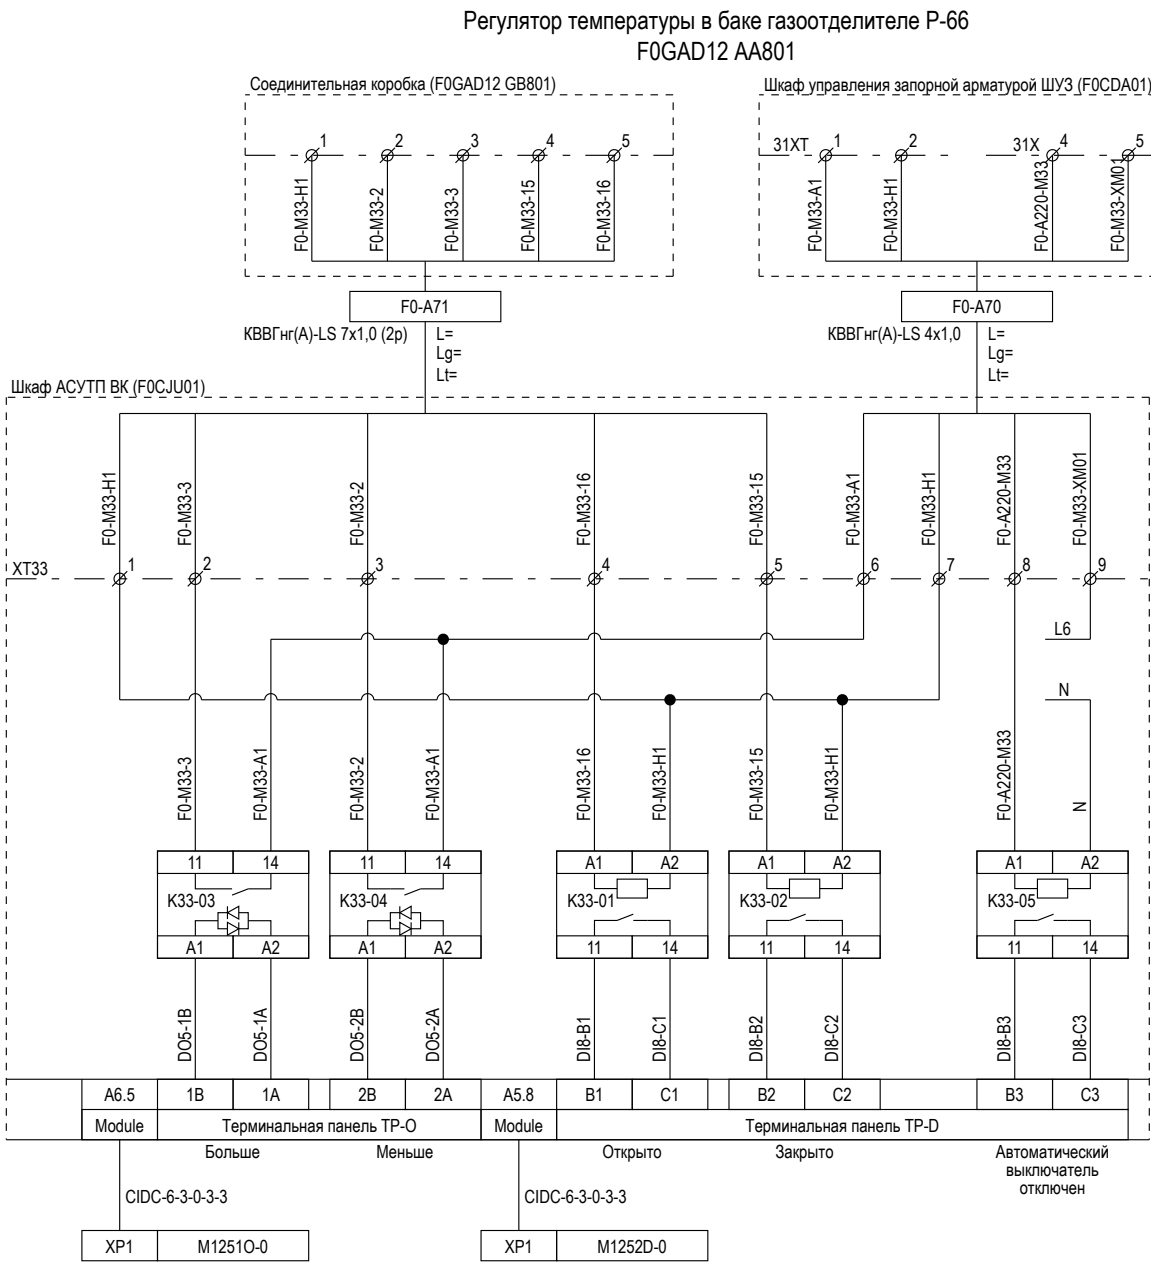 Регулятор температуры в баке газоотделителе Р-66
F0GAD12 AA801
Соединительная коробка (F0GAD12 GB801)
Шкаф управления запорной арматурой ШУЗ (F0CDA01)
1 2 3 4 5
31XT 1 2 31X 4 5
F0-M33-H1 F0-M33-2 F0-M33-3 F0-M33-15 F0-M33-16
F0-M33-A1 F0-M33-H1 F0-A220-M33 F0-M33-XM01
F0-A71
F0-A70
КВВГнг(А)-LS 7x1,0 (2р)
L=
Lg=
Lt=
КВВГнг(А)-LS 4x1,0
L=
Lg=
Lt=
Шкаф АСУТП ВК (F0CJU01)
F0-M33-H1 F0-M33-3 F0-M33-2 F0-M33-16 F0-M33-15 F0-M33-A1 F0-M33-H1 F0-A220-M33 F0-M33-XM01
XT33 1 2 3 4 5 6 7 8 9
L6
N
F0-M33-3 F0-M33-A1 F0-M33-2 F0-M33-A1 F0-M33-16 F0-M33-H1 F0-M33-15 F0-M33-H1 F0-A220-M33 N
11 14 11 14 A1 A2 A1 A2 A1 A2
K33-03 K33-04 K33-01 K33-02 K33-05
A1 A2 A1 A2 11 14 11 14 11 14
DO5-1B DO5-1A DO5-2B DO5-2A DI8-B1 DI8-C1 DI8-B2 DI8-C2 DI8-B3 DI8-C3
A6.5 1B 1A 2B 2A A5.8 B1 C1 B2 C2 B3 C3
Module Терминальная панель TP-O Module Терминальная панель TP-D
Больше Меньше Открыто Закрыто Автоматический
выключатель
отключен
CIDC-6-3-0-3-3 CIDC-6-3-0-3-3
XP1 M1251O-0 XP1 M1252D-0